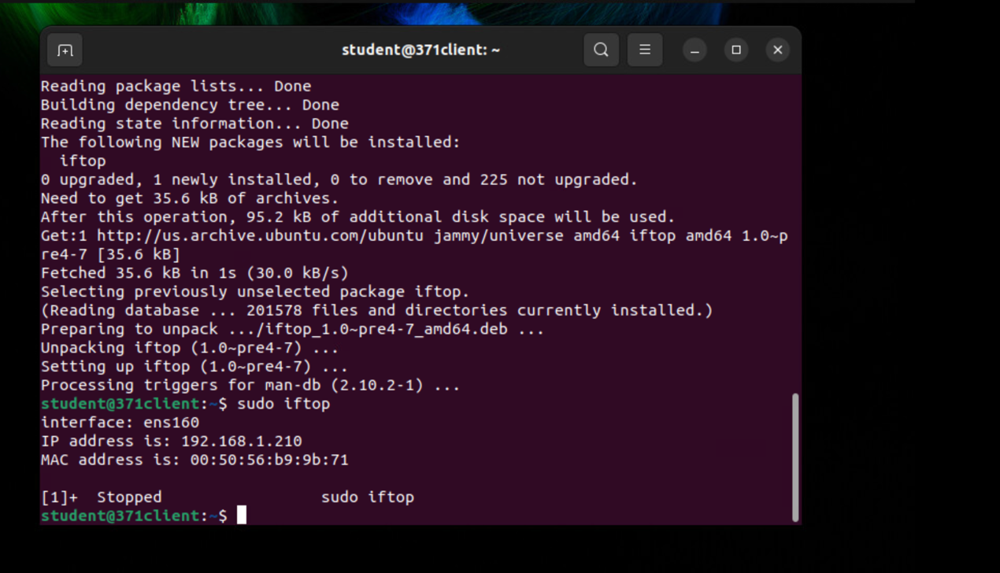 student@371client: ~
Reading package lists... Done
Building dependency tree... Done
Reading state information... Done
The following NEW packages will be installed:
  iftop
0 upgraded, 1 newly installed, 0 to remove and 225 not upgraded.
Need to get 35.6 kB of archives.
After this operation, 95.2 kB of additional disk space will be used.
Get:1 http://us.archive.ubuntu.com/ubuntu jammy/universe amd64 iftop amd64 1.0~p
re4-7 [35.6 kB]
Fetched 35.6 kB in 1s (30.0 kB/s)
Selecting previously unselected package iftop.
(Reading database ... 201578 files and directories currently installed.)
Preparing to unpack .../iftop_1.0~pre4-7_amd64.deb ...
Unpacking iftop (1.0~pre4-7) ...
Setting up iftop (1.0~pre4-7) ...
Processing triggers for man-db (2.10.2-1) ...
student@371client:~$ sudo iftop
interface: ens160
IP address is: 192.168.1.210
MAC address is: 00:50:56:b9:9b:71

[1]+  Stopped                 sudo iftop
student@371client:~$